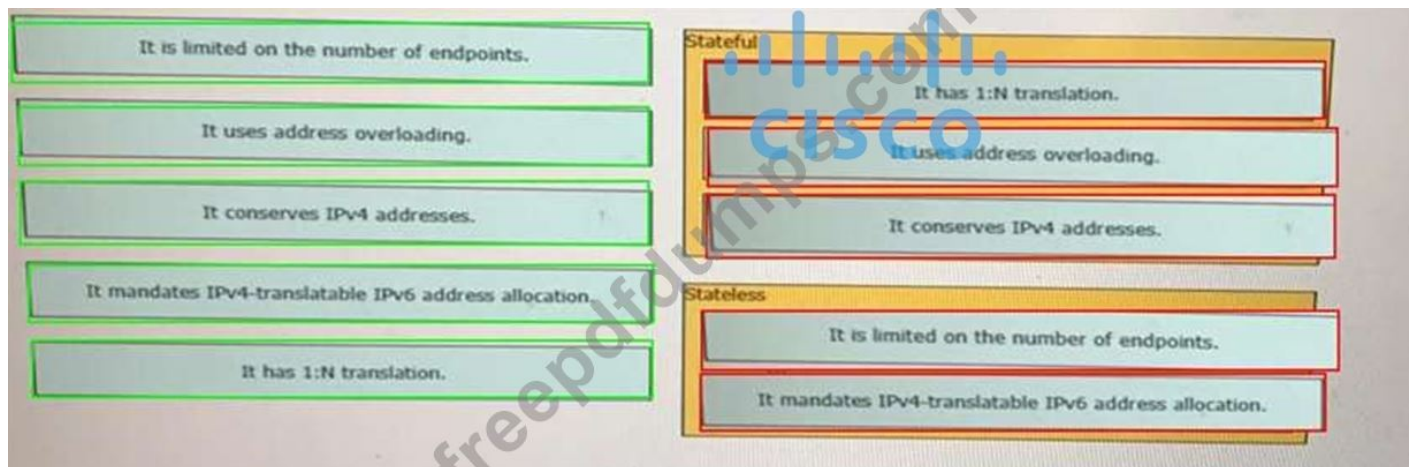 It is limited on the number of endpoints.
It uses address overloading.
It conserves IPv4 addresses.
It mandates IPv4-translatable IPv6 address allocation.
It has 1:N translation.
Stateful
It has 1:N translation.
It uses address overloading.
It conserves IPv4 addresses.
Stateless
It is limited on the number of endpoints.
It mandates IPv4-translatable IPv6 address allocation.
CISCO
freepdfdumps.com